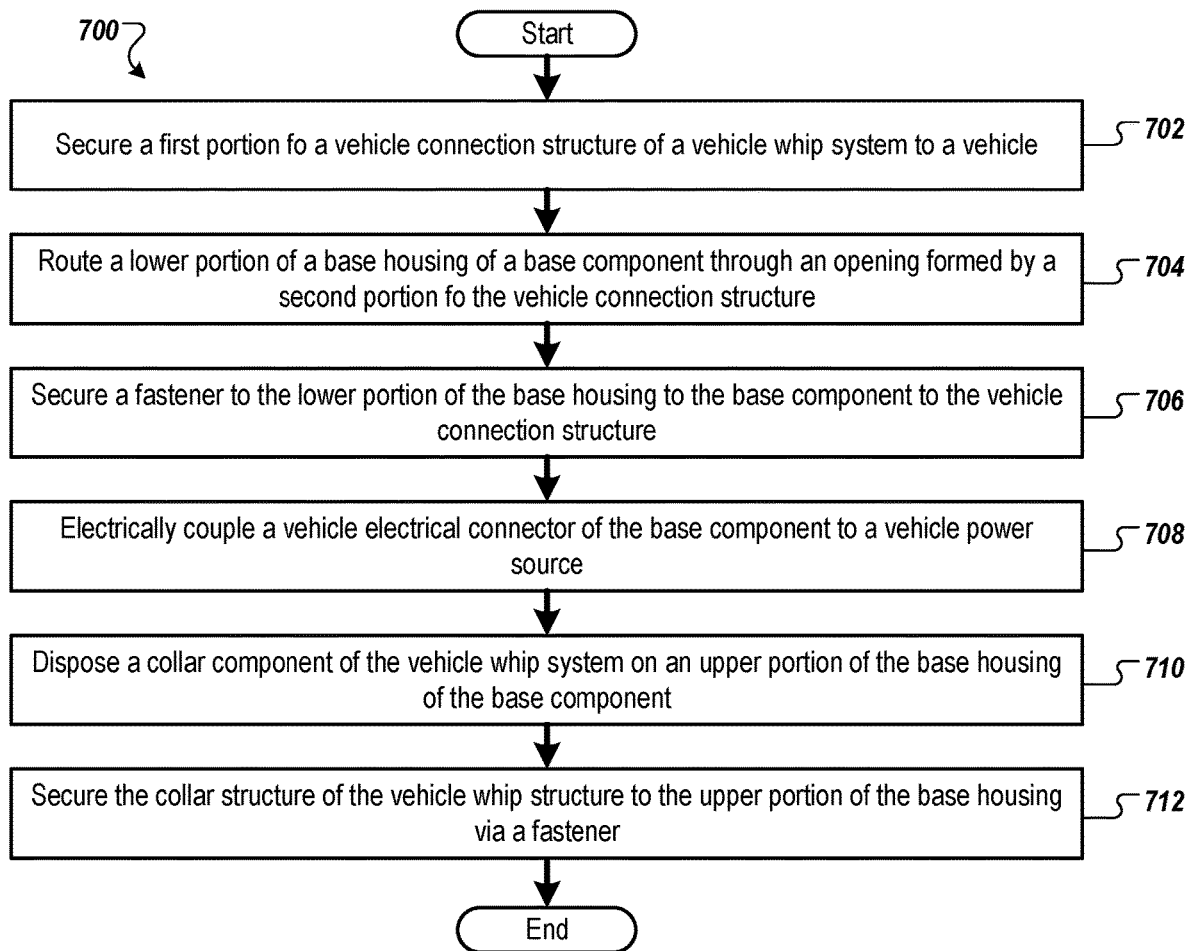 700
Start
Secure a first portion fo a vehicle connection structure of a vehicle whip system to a vehicle
702
Route a lower portion of a base housing of a base component through an opening formed by a
second portion fo the vehicle connection structure
704
Secure a fastener to the lower portion of the base housing to the base component to the vehicle
connection structure
706
Electrically couple a vehicle electrical connector of the base component to a vehicle power
source
708
Dispose a collar component of the vehicle whip system on an upper portion of the base housing
of the base component
710
Secure the collar structure of the vehicle whip structure to the upper portion of the base housing
via a fastener
712
End